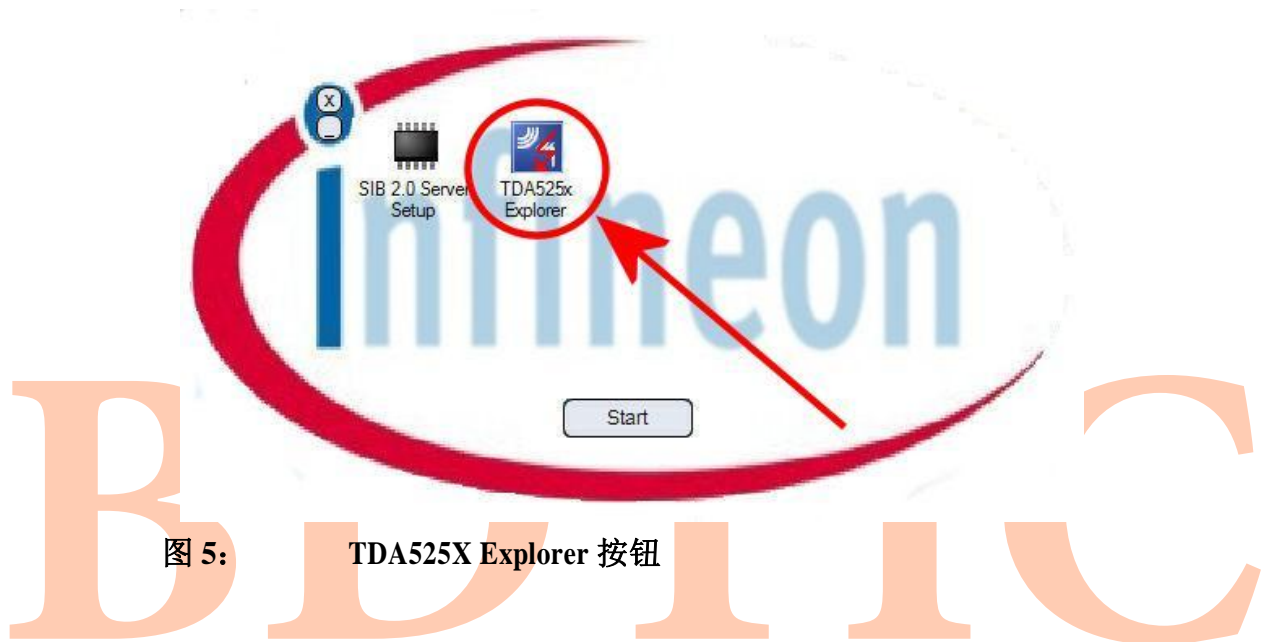 X
_
SIB 2.0 Server
Setup
TDA525x
Explorer
infineon
Start
图 5： TDA525X Explorer 按钮
BDTIC